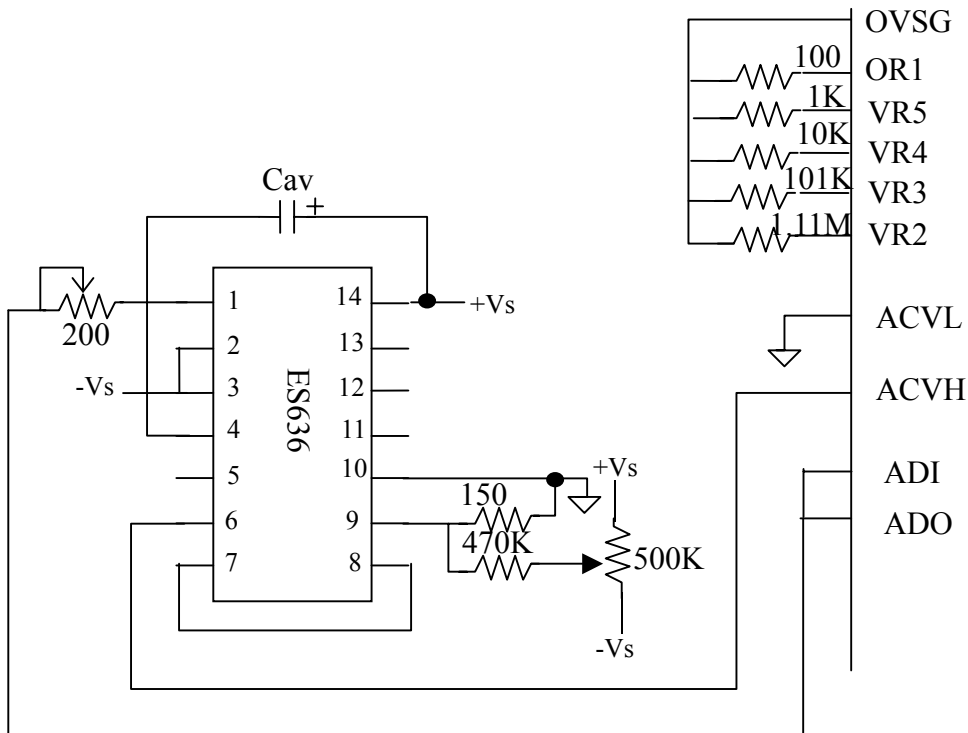 OVSG
100
OR1
1K
VR5
10K
VR4
101K
VR3
1.11M
VR2
Cav
+
200
1
14
+Vs
2
13
-Vs
3
12
4
11
5
10
6
9
7
8
ES636
ACVL
ACVH
+Vs
150
470K
500K
-Vs
ADI
ADO